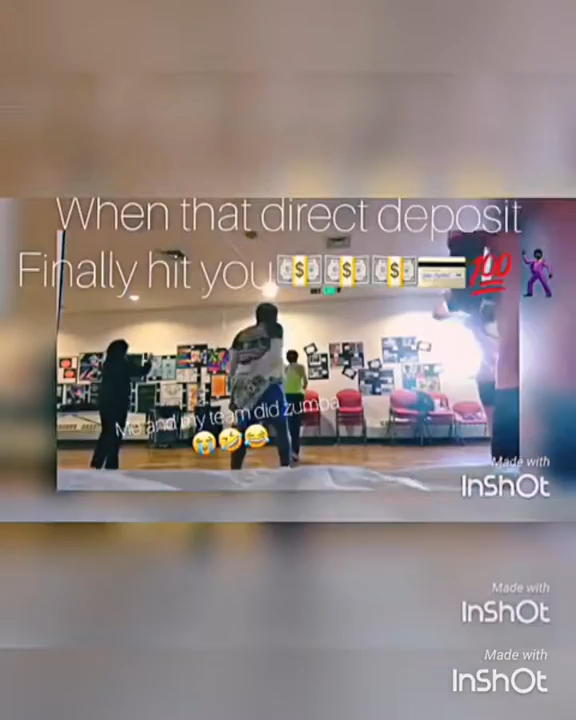 When that direct deposit
Finally hit you💵💵💵💳💯🕺🏿
Me and my team did zumba
😭🤣😂
Made with
InShOt
Made with
InShOt
Made with
InShOt